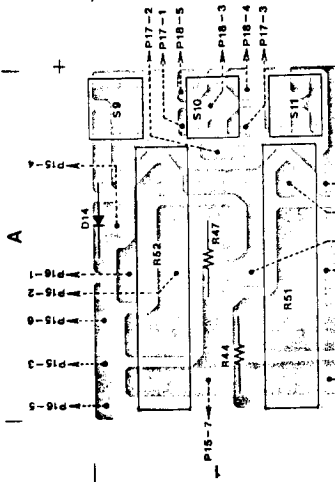 P17-2
P17-1
P18-5
P18-3
P18-4
P17-3
A
S9
S10
S11
P15-4
D14
P16-1
P15-2
P15-6
P15-3
P16-5
R52
R47
R44
R51
P15-7